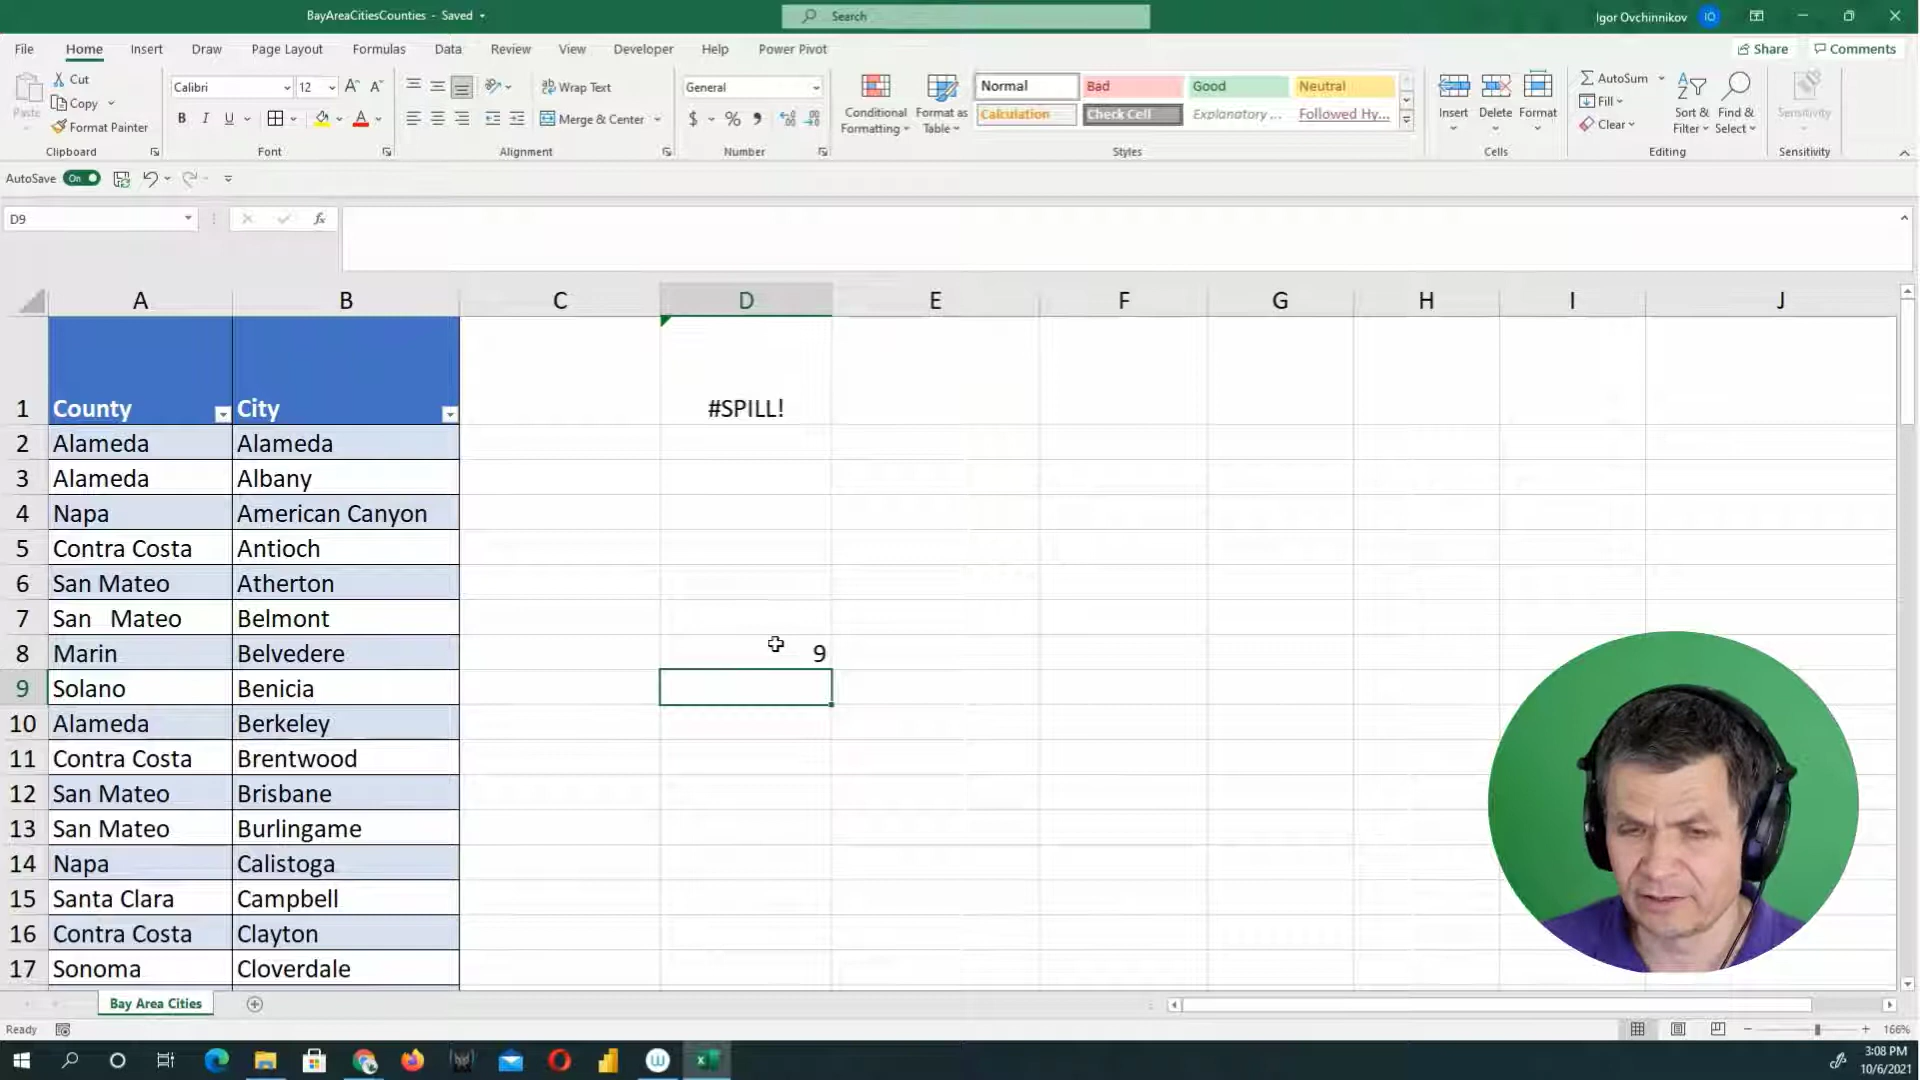 BayAreaCitiesCounties - Saved
Search
Igor Ovchinnikov
IO
File Home Insert Draw Page Layout Formulas Data Review View Developer Help Power Pivot
Share Comments
Paste
Cut
Copy
Format Painter
Clipboard
Calibri 12
B I U
Font
Wrap Text
Merge & Center
Alignment
General
$ % 9
Number
Conditional Formatting
Format as Table
Normal Bad Good Neutral
Calculation Check Cell Explanatory ... Followed Hy...
Styles
Insert Delete Format
Cells
AutoSum
Fill
Clear
Sort & Filter
Find & Select
Editing
Sensitivity
Sensitivity
AutoSave On
D9
fx
A B C D E F G H I J
1 County City #SPILL!
2 Alameda Alameda
3 Alameda Albany
4 Napa American Canyon
5 Contra Costa Antioch
6 San Mateo Atherton
7 San   Mateo Belmont
8 Marin Belvedere 9
9 Solano Benicia
10 Alameda Berkeley
11 Contra Costa Brentwood
12 San Mateo Brisbane
13 San Mateo Burlingame
14 Napa Calistoga
15 Santa Clara Campbell
16 Contra Costa Clayton
17 Sonoma Cloverdale
Bay Area Cities
Ready
166%
3:08 PM
10/6/2021